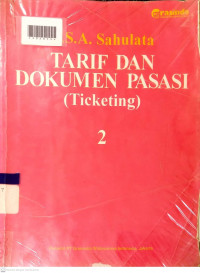 S.A. Sahulata
TARIF DAN
DOKUMEN PASASI
(Ticketing)
2